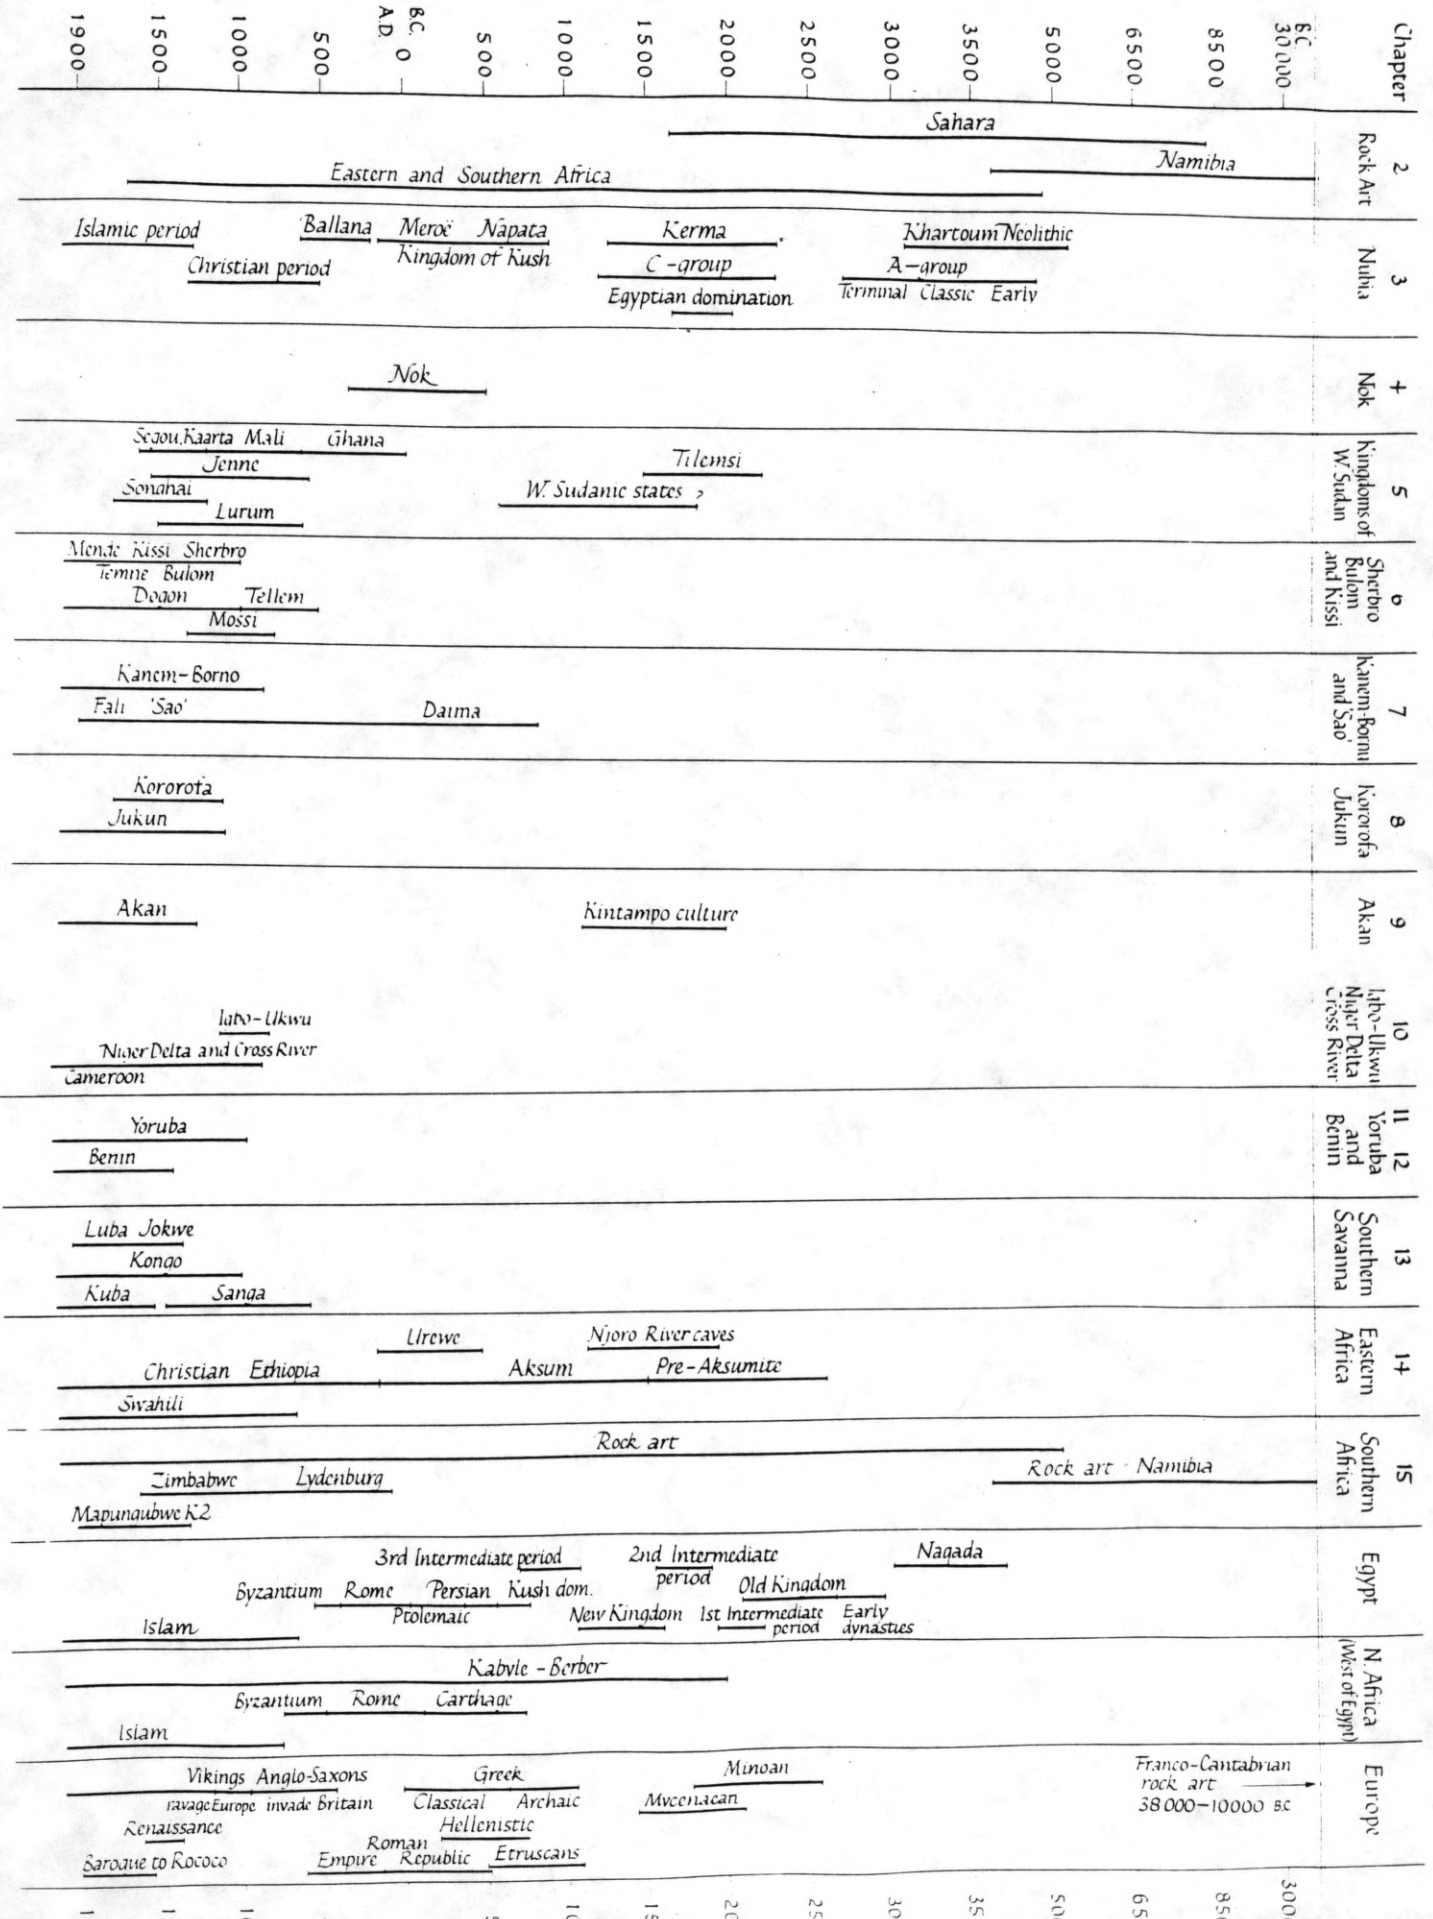 Chapter
B.C. 30000
8500
6500
5000
3500
3000
2500
2000
1500
1000
500
B.C. 0 A.D.
500
1000
1500
1900
2 Rock Art
Sahara
Namibia
Eastern and Southern Africa
3 Nubia
Islamic period
Ballana
Meroë Napata
Kerma
Khartoum Neolithic
Christian period
Kingdom of Kush
C-group
A-group
Egyptian domination
Terminal Classic Early
4 Nok
Nok
5 Kingdoms of
W. Sudan
Segou, Kaarta Mali Ghana
Jenne
Tilemsi
Songhai
W. Sudanic states ?
Lurum
6 Sherbro
Bulom
and Kissi
Mende Kissi Sherbro
Temne Bulom
Dogon Tellem
Mossi
7 Kanem-Bornu
and 'Sao'
Kanem-Borno
Fali 'Sao' Daima
8 Kororofa
Jukun
Kororofa
Jukun
9 Akan
Akan
Kintampo culture
10 Igbo-Ukwu
Niger Delta
Cross River
Igbo-Ukwu
Niger Delta and Cross River
Cameroon
11 12 Yoruba
and
Benin
Yoruba
Benin
13 Southern
Savanna
Luba Jokwe
Kongo
Kuba Sanga
14 Eastern
Africa
Urewe
Njoro River caves
Christian Ethiopia Aksum Pre-Aksumite
Swahili
15 Southern
Africa
Rock art
Rock art - Namibia
Zimbabwe Lydenburg
Mapungubwe K2
Egypt
3rd Intermediate period
2nd Intermediate
period
Naqada
Byzantium Rome Persian Kush dom.
Old Kingdom
Ptolemaic
New Kingdom
1st Intermediate
period
Early
dynasties
Islam
N. Africa
(West of Egypt)
Kabyle - Berber
Byzantium Rome Carthage
Islam
Europe
Vikings Anglo-Saxons
ravage Europe invade Britain
Greek
Classical Archaic
Minoan
Mycenaean
Franco-Cantabrian
rock art
38000-10000 B.C
Renaissance
Hellenistic
Baroque to Rococo
Roman
Empire Republic
Etruscans